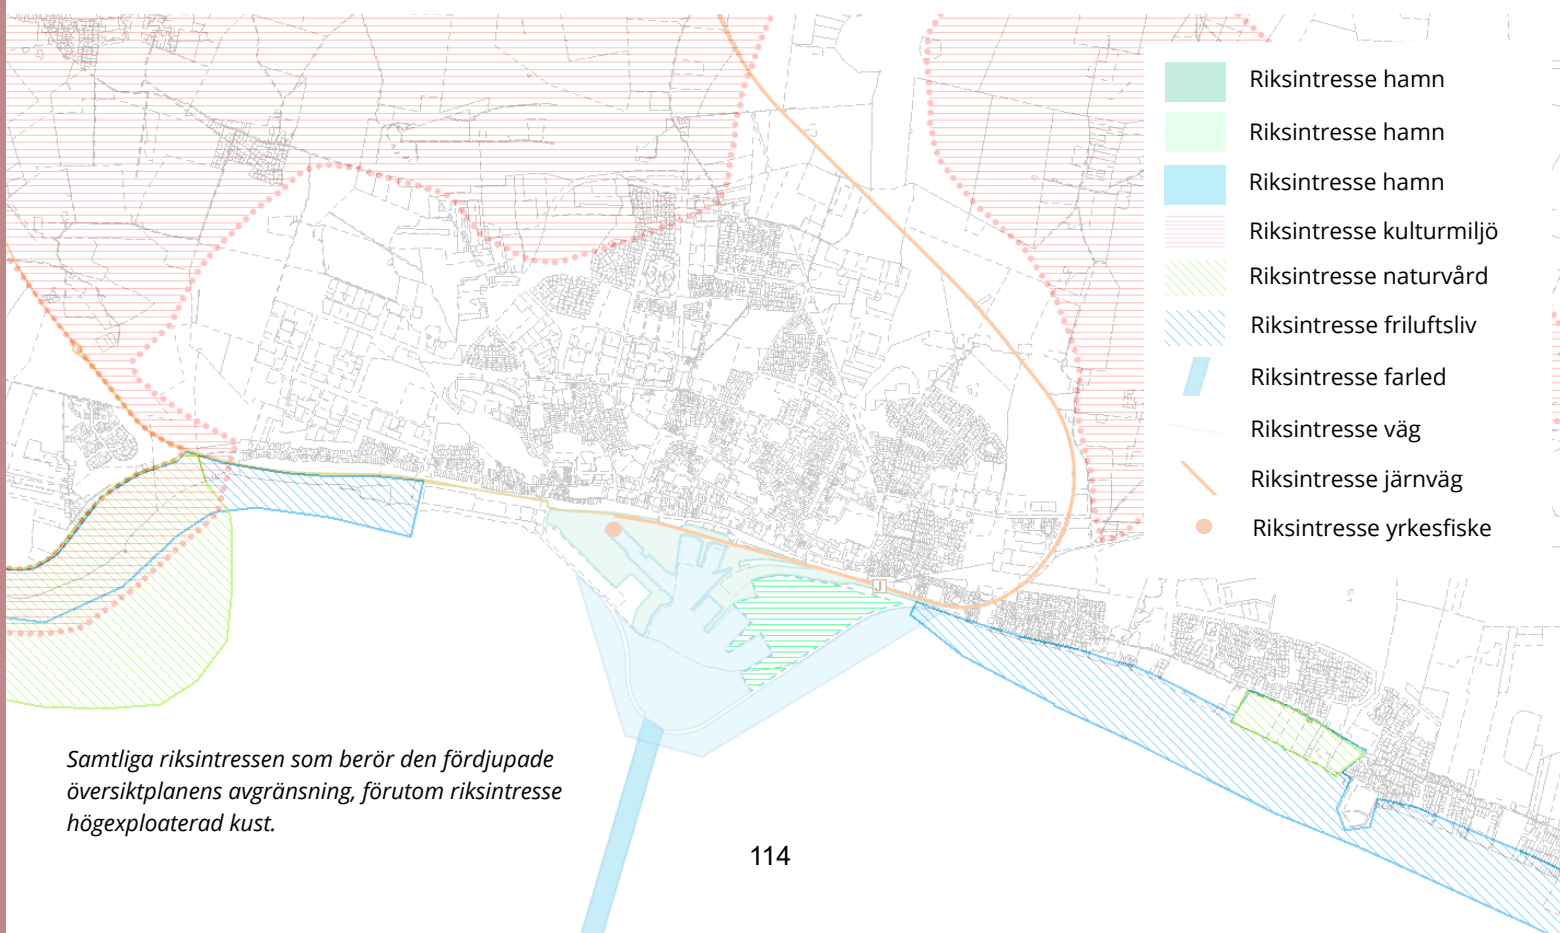 Riksintresse hamn
Riksintresse hamn
Riksintresse hamn
Riksintresse kulturmiljö
Riksintresse naturvård
Riksintresse friluftsliv
Riksintresse farled
Riksintresse väg
Riksintresse järnväg
Riksintresse yrkesfiske
J
Samtliga riksintressen som berör den fördjupade
översiktplanens avgränsning, förutom riksintresse
högexploaterad kust.
114